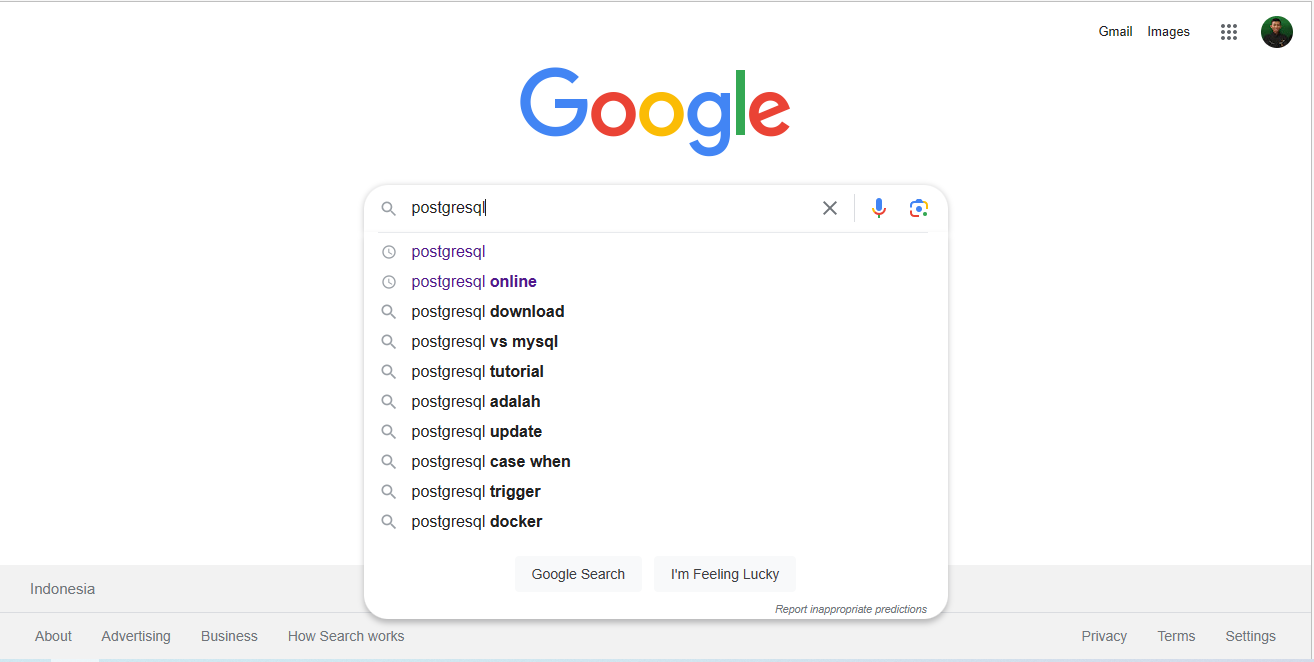 Gmail Images
Google
postgresql
postgresql
postgresql online
postgresql download
postgresql vs mysql
postgresql tutorial
postgresql adalah
postgresql update
postgresql case when
postgresql trigger
postgresql docker
Google Search I'm Feeling Lucky
Report inappropriate predictions
Indonesia
About Advertising Business How Search works Privacy Terms Settings